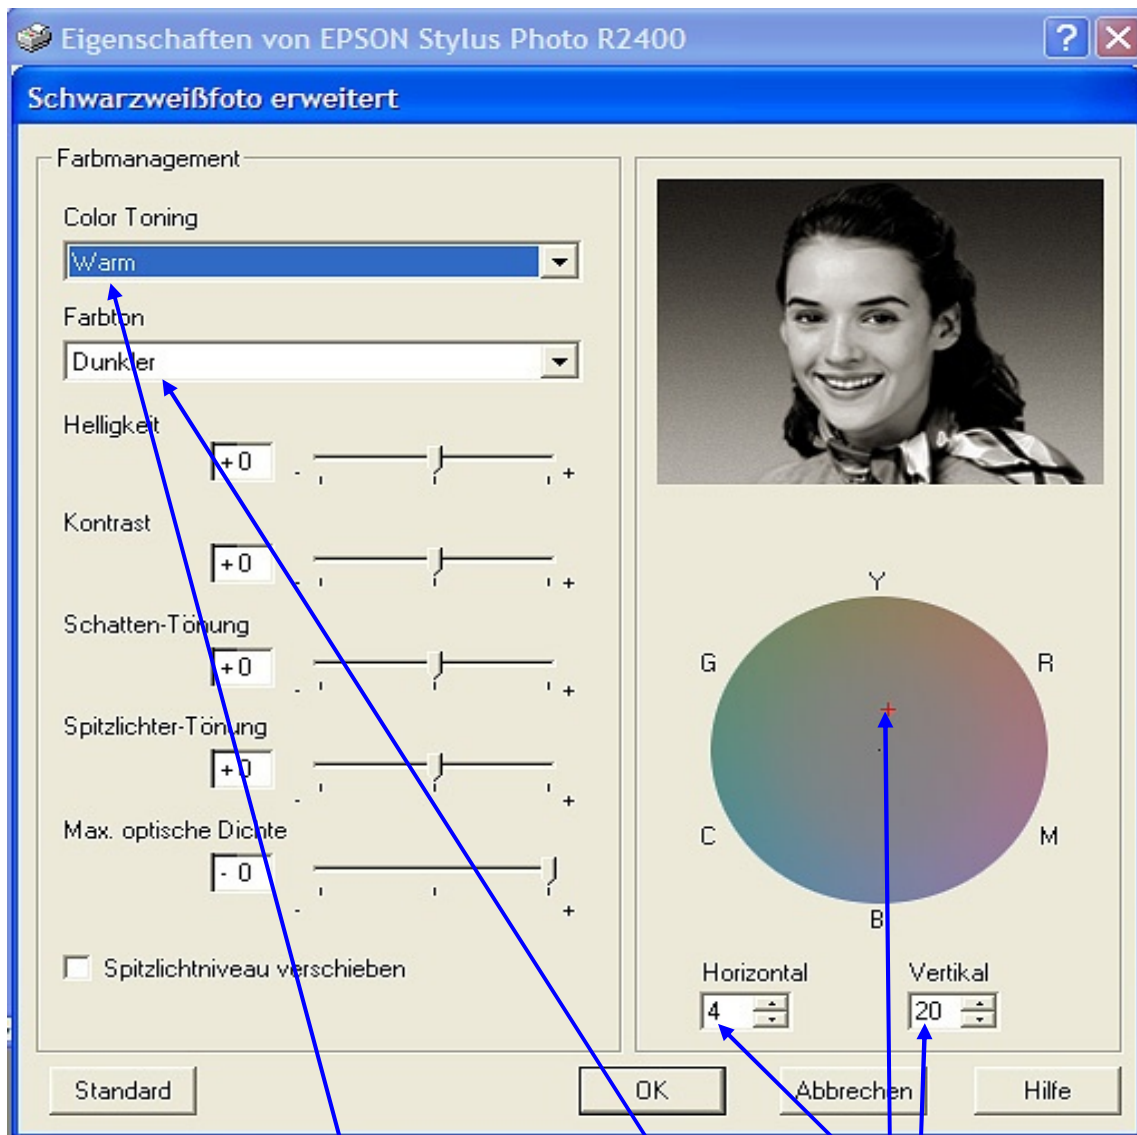 Eigenschaften von EPSON Stylus Photo R2400
Schwarzweißfoto erweitert
Farbmanagement
Color Toning
Warm
Farbton
Dunkler
Helligkeit
+0
- +
Kontrast
+0
- +
Schatten-Tönung
+0
- +
Spitzlichter-Tönung
+0
- +
Max. optische Dichte
- 0
- +
Spitzlichtniveau verschieben
Y
G R
C M
B
Horizontal Vertikal
4 20
Standard OK Abbrechen Hilfe